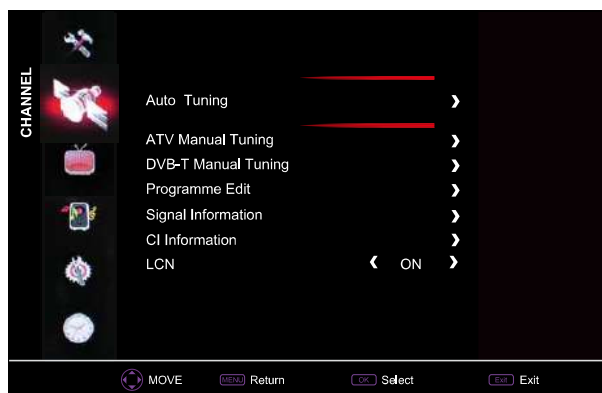 CHANNEL
Auto Tuning
ATV Manual Tuning
DVB-T Manual Tuning
Programme Edit
Signal Information
CI Information
LCN ON
MOVE MENU Return OK Select Exit Exit